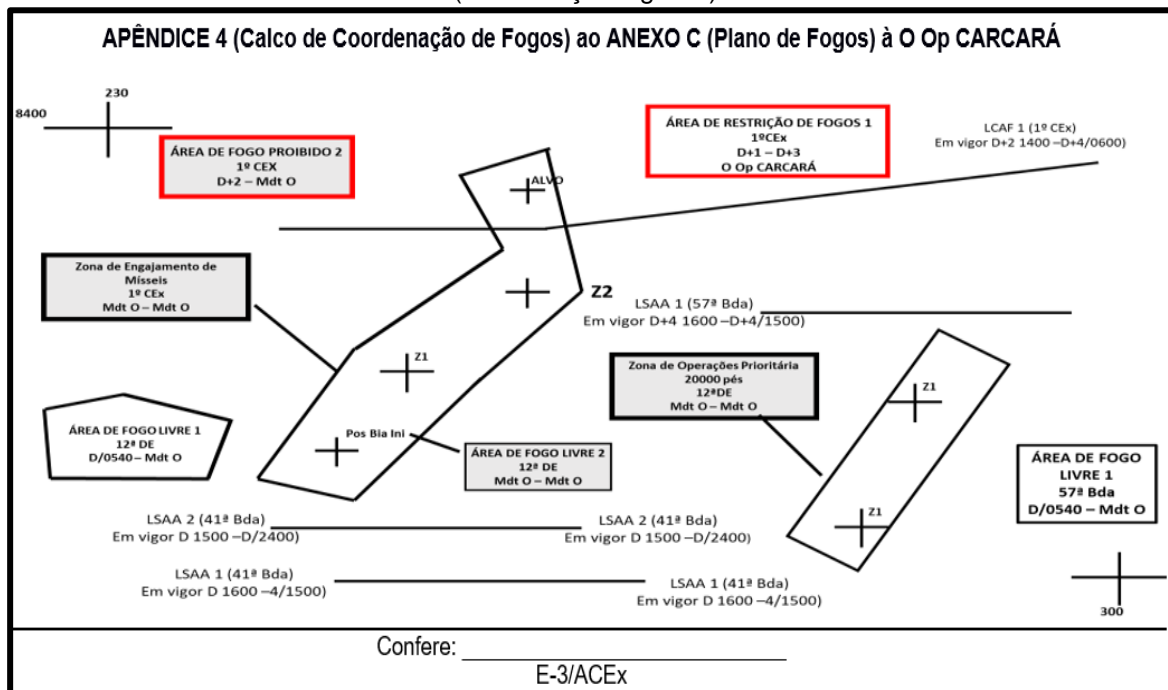 APÊNDICE 4 (Calco de Coordenação de Fogos) ao ANEXO C (Plano de Fogos) à O Op CARCARÁ
230
8400
ÁREA DE FOGO PROIBIDO 2
1º CEX
D+2 – Mdt O
ÁREA DE RESTRIÇÃO DE FOGOS 1
1ºCEx
D+1 – D+3
O Op CARCARÁ
LCAF 1 (1º CEx)
Em vigor D+2 1400 –D+4/0600)
ALVO
Zona de Engajamento de
Mísseis
1º CEx
Mdt O – Mdt O
Z2
LSAA 1 (57ª Bda)
Em vigor D+4 1600 –D+4/1500)
Z1
Zona de Operações Prioritária
20000 pés
12ªDE
Mdt O – Mdt O
Z1
ÁREA DE FOGO LIVRE 1
12ª DE
D/0540 – Mdt O
Pos Bia Ini
ÁREA DE FOGO LIVRE 2
12ª DE
Mdt O – Mdt O
ÁREA DE FOGO
LIVRE 1
57ª Bda
D/0540 – Mdt O
Z1
LSAA 2 (41ª Bda)
Em vigor D 1500 –D/2400)
LSAA 2 (41ª Bda)
Em vigor D 1500 –D/2400)
LSAA 1 (41ª Bda)
Em vigor D 1600 –4/1500)
LSAA 1 (41ª Bda)
Em vigor D 1600 –4/1500)
300
Confere:
E-3/ACEx